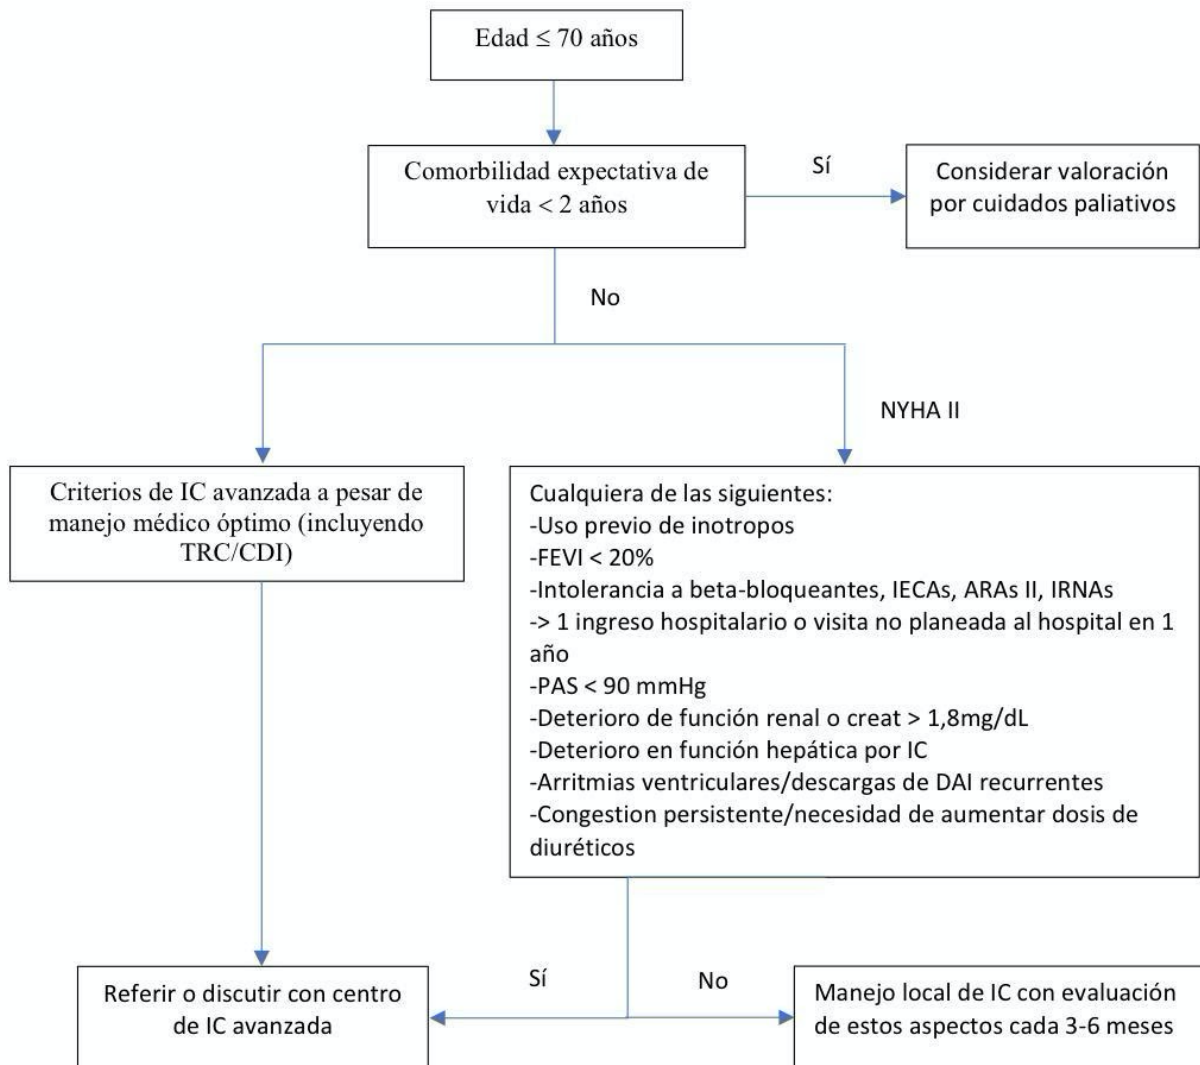 Edad ≤ 70 años
Comorbilidad expectativa de
vida < 2 años
Sí
Considerar valoración
por cuidados paliativos
No
NYHA II
Criterios de IC avanzada a pesar de
manejo médico óptimo (incluyendo
TRC/CDI)
Cualquiera de las siguientes:
-Uso previo de inotropos
-FEVI < 20%
-Intolerancia a beta-bloqueantes, IECAs, ARAs II, IRNAs
-> 1 ingreso hospitalario o visita no planeada al hospital en 1
año
-PAS < 90 mmHg
-Deterioro de función renal o creat > 1,8mg/dL
-Deterioro en función hepática por IC
-Arritmias ventriculares/descargas de DAI recurrentes
-Congestion persistente/necesidad de aumentar dosis de
diuréticos
Referir o discutir con centro
de IC avanzada
Sí
No
Manejo local de IC con evaluación
de estos aspectos cada 3-6 meses